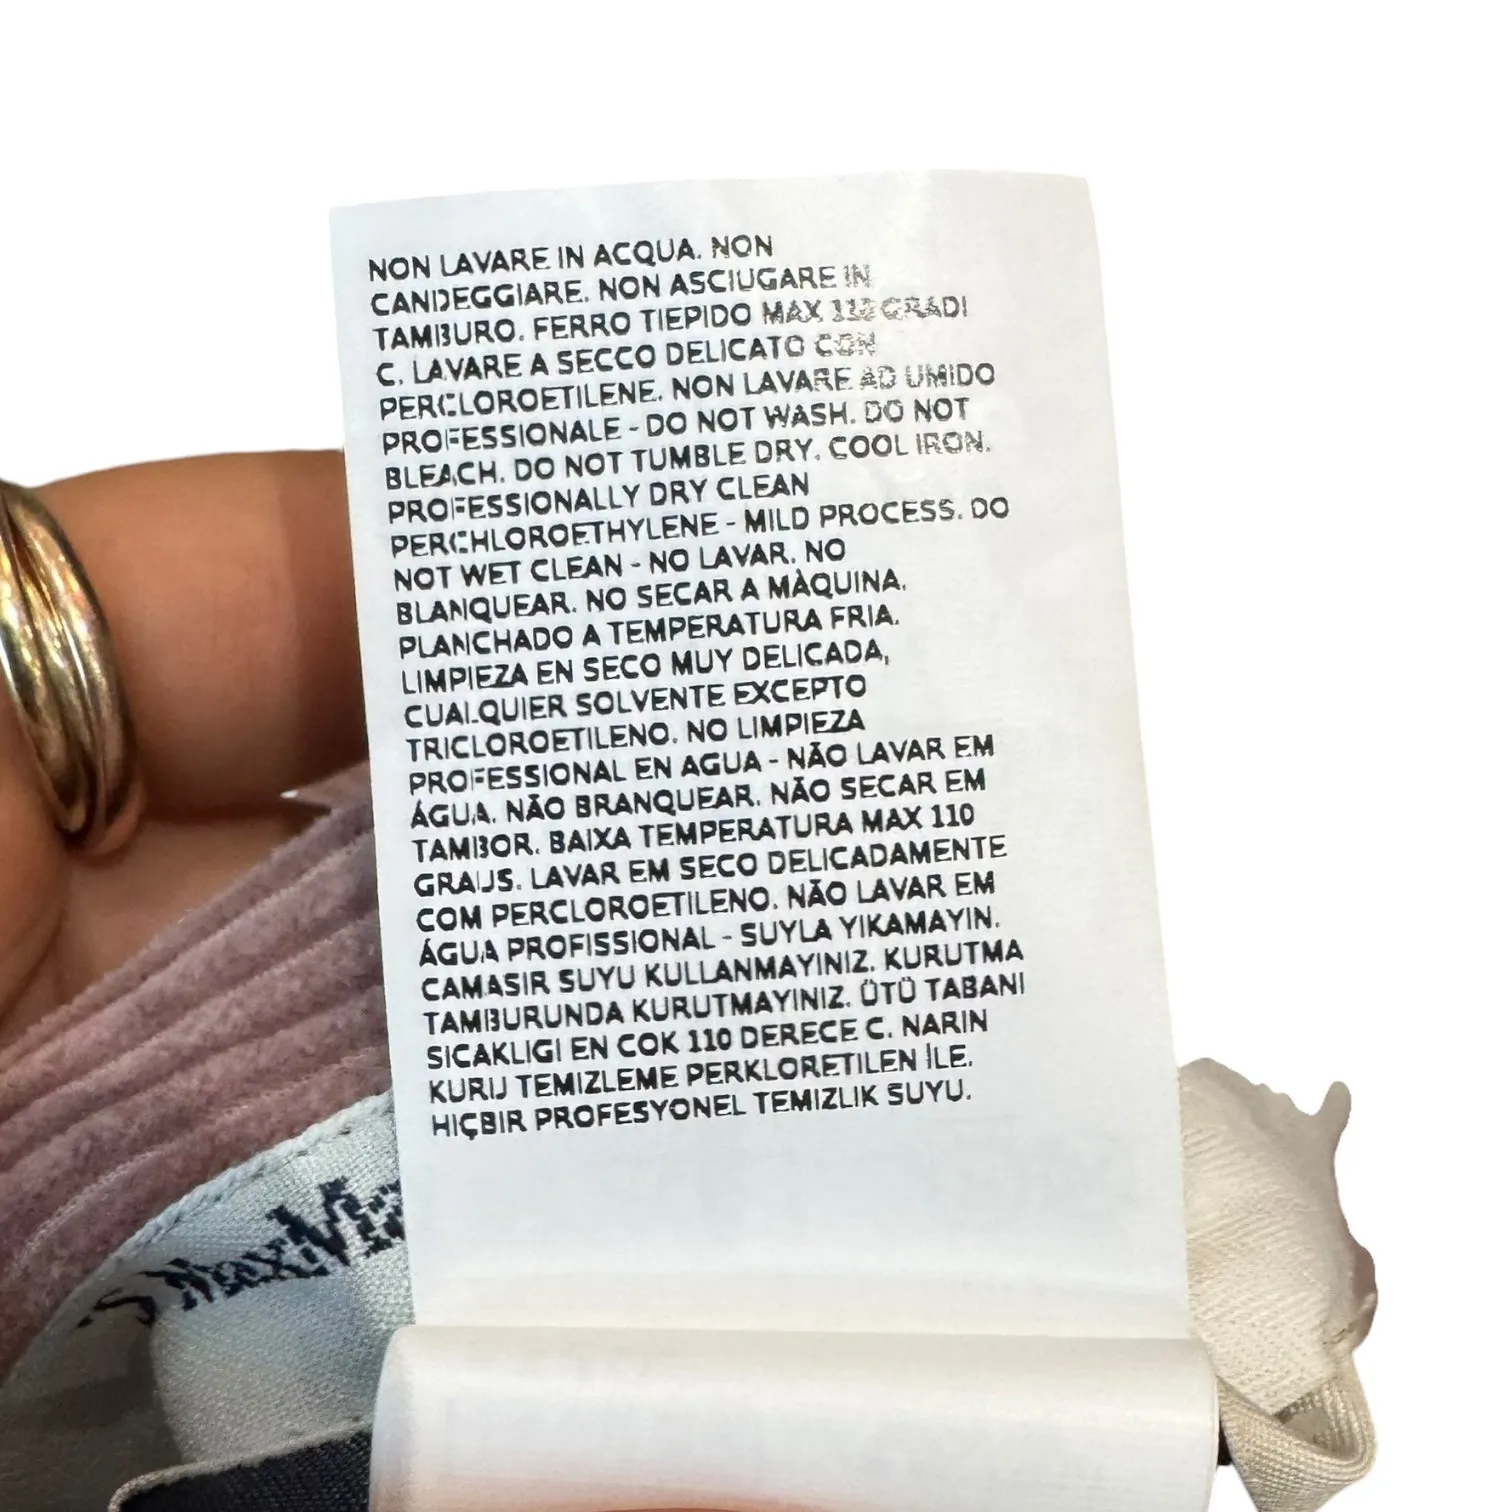 NON LAVARE IN ACQUA. NON
CANDEGGIARE. NON ASCIUGARE IN
TAMBURO. FERRO TIEPIDO MAX GRADI
C. LAVARE A SECCO DELICATO CON
PERCLOROETILENE. NON LAVARE AD UMIDO
PROFESSIONALE - DO NOT WASH. DO NOT
BLEACH. DO NOT TUMBLE DRY. COOL IRON.
PROFESSIONALLY DRY CLEAN
PERCHLOROETHYLENE - MILD PROCESS. DO
NOT WET CLEAN - NO LAVAR. NO
BLANQUEAR. NO SECAR A MÀQUINA.
PLANCHADO A TEMPERATURA FRIA.
LIMPIEZA EN SECO MUY DELICADA,
CUALQUIER SOLVENTE EXCEPTO
TRICLOROETILENO. NO LIMPIEZA
PROFESSIONAL EN AGUA - NÃO LAVAR EM
ÁGUA. NÃO BRANQUEAR. NÃO SECAR EM
TAMBOR. BAIXA TEMPERATURA MAX 110
GRAUS. LAVAR EM SECO DELICADAMENTE
COM PERCLOROETILENO. NÃO LAVAR EM
ÁGUA PROFISSIONAL - SUYLA YIKAMAYIN.
CAMASIR SUYU KULLANMAYINIZ. KURUTMA
TAMBURUNDA KURUTMAYINIZ. ÜTÜ TABANI
SICAKLIGI EN COK 110 DERECE C. NARIN
KURU TEMIZLEME PERKLORETILEN İLE.
HIÇBIR PROFESYONEL TEMIZLIK SUYU.